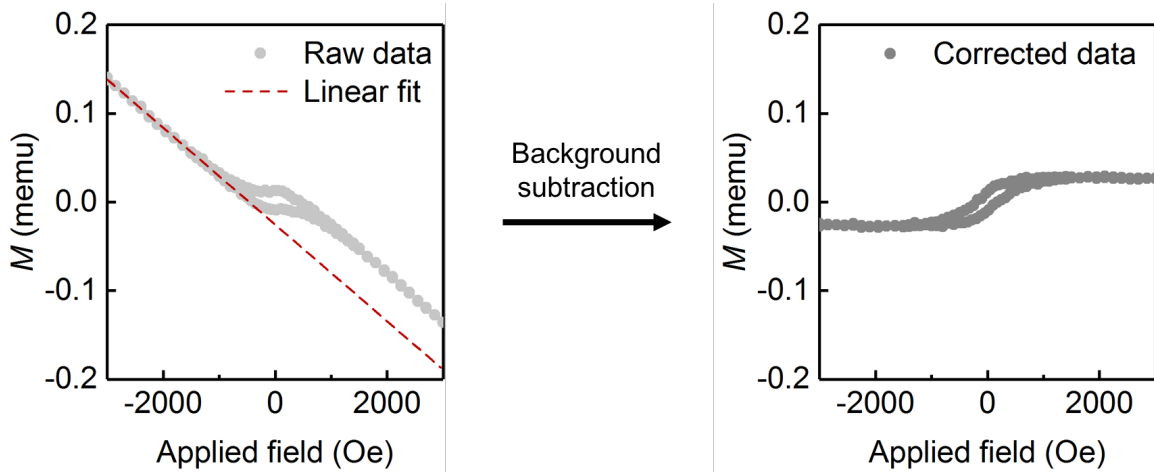 0.2
0.1
0.0
-0.1
-0.2
M (memu)
Raw data
Linear fit
-2000
0
2000
Applied field (Oe)
Background
subtraction
0.2
0.1
0.0
-0.1
-0.2
M (memu)
Corrected data
-2000
0
2000
Applied field (Oe)